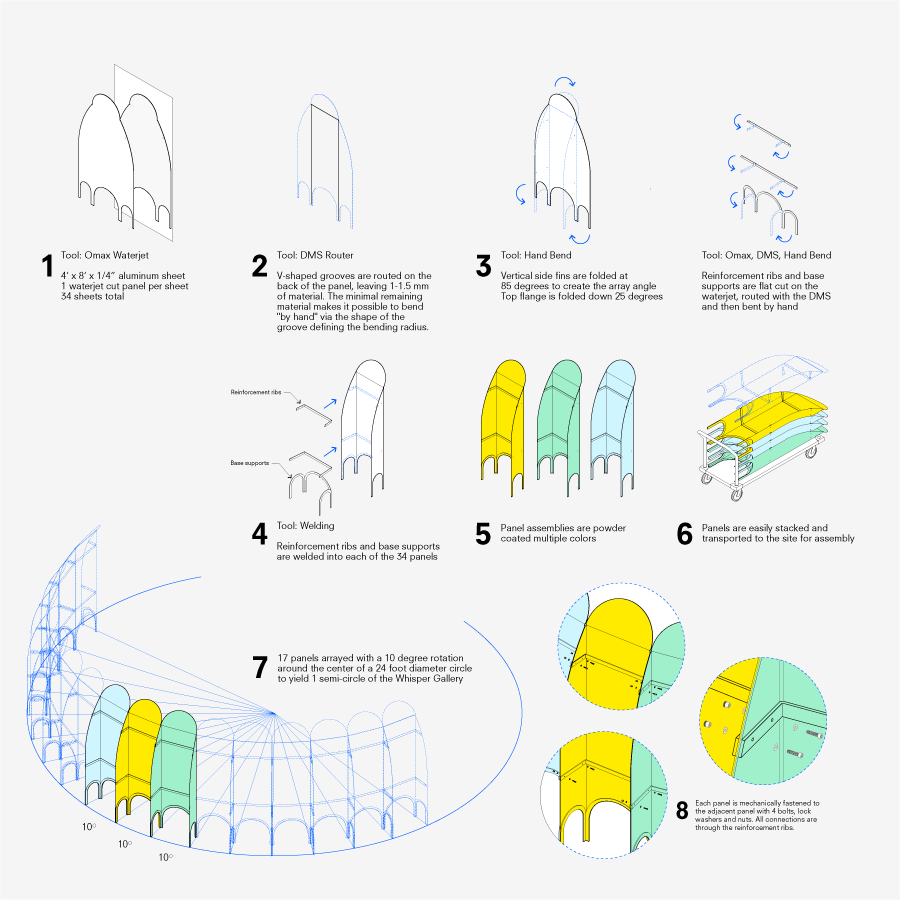 1
Tool: Omax Waterjet
4' x 8' x 1/4" aluminum sheet
1 waterjet cut panel per sheet
34 sheets total
2
Tool: DMS Router
V-shaped grooves are routed on the
back of the panel, leaving 1-1.5 mm
of material. The minimal remaining
material makes it possible to bend
"by hand" via the shape of the
groove defining the bending radius.
3
Tool: Hand Bend
Vertical side fins are folded at
85 degrees to create the array angle
Top flange is folded down 25 degrees
Tool: Omax, DMS, Hand Bend
Reinforcement ribs and base
supports are flat cut on the
waterjet, routed with the DMS
and then bent by hand
Reinforcement ribs
Base supports
4
Tool: Welding
Reinforcement ribs and base supports
are welded into each of the 34 panels
5
Panel assemblies are powder
coated multiple colors
6
Panels are easily stacked and
transported to the site for assembly
7
17 panels arrayed with a 10 degree rotation
around the center of a 24 foot diameter circle
to yield 1 semi-circle of the Whisper Gallery
10°
10°
10°
8
Each panel is mechanically fastened to
the adjacent panel with 4 bolts, lock
washers and nuts. All connections are
through the reinforcement ribs.